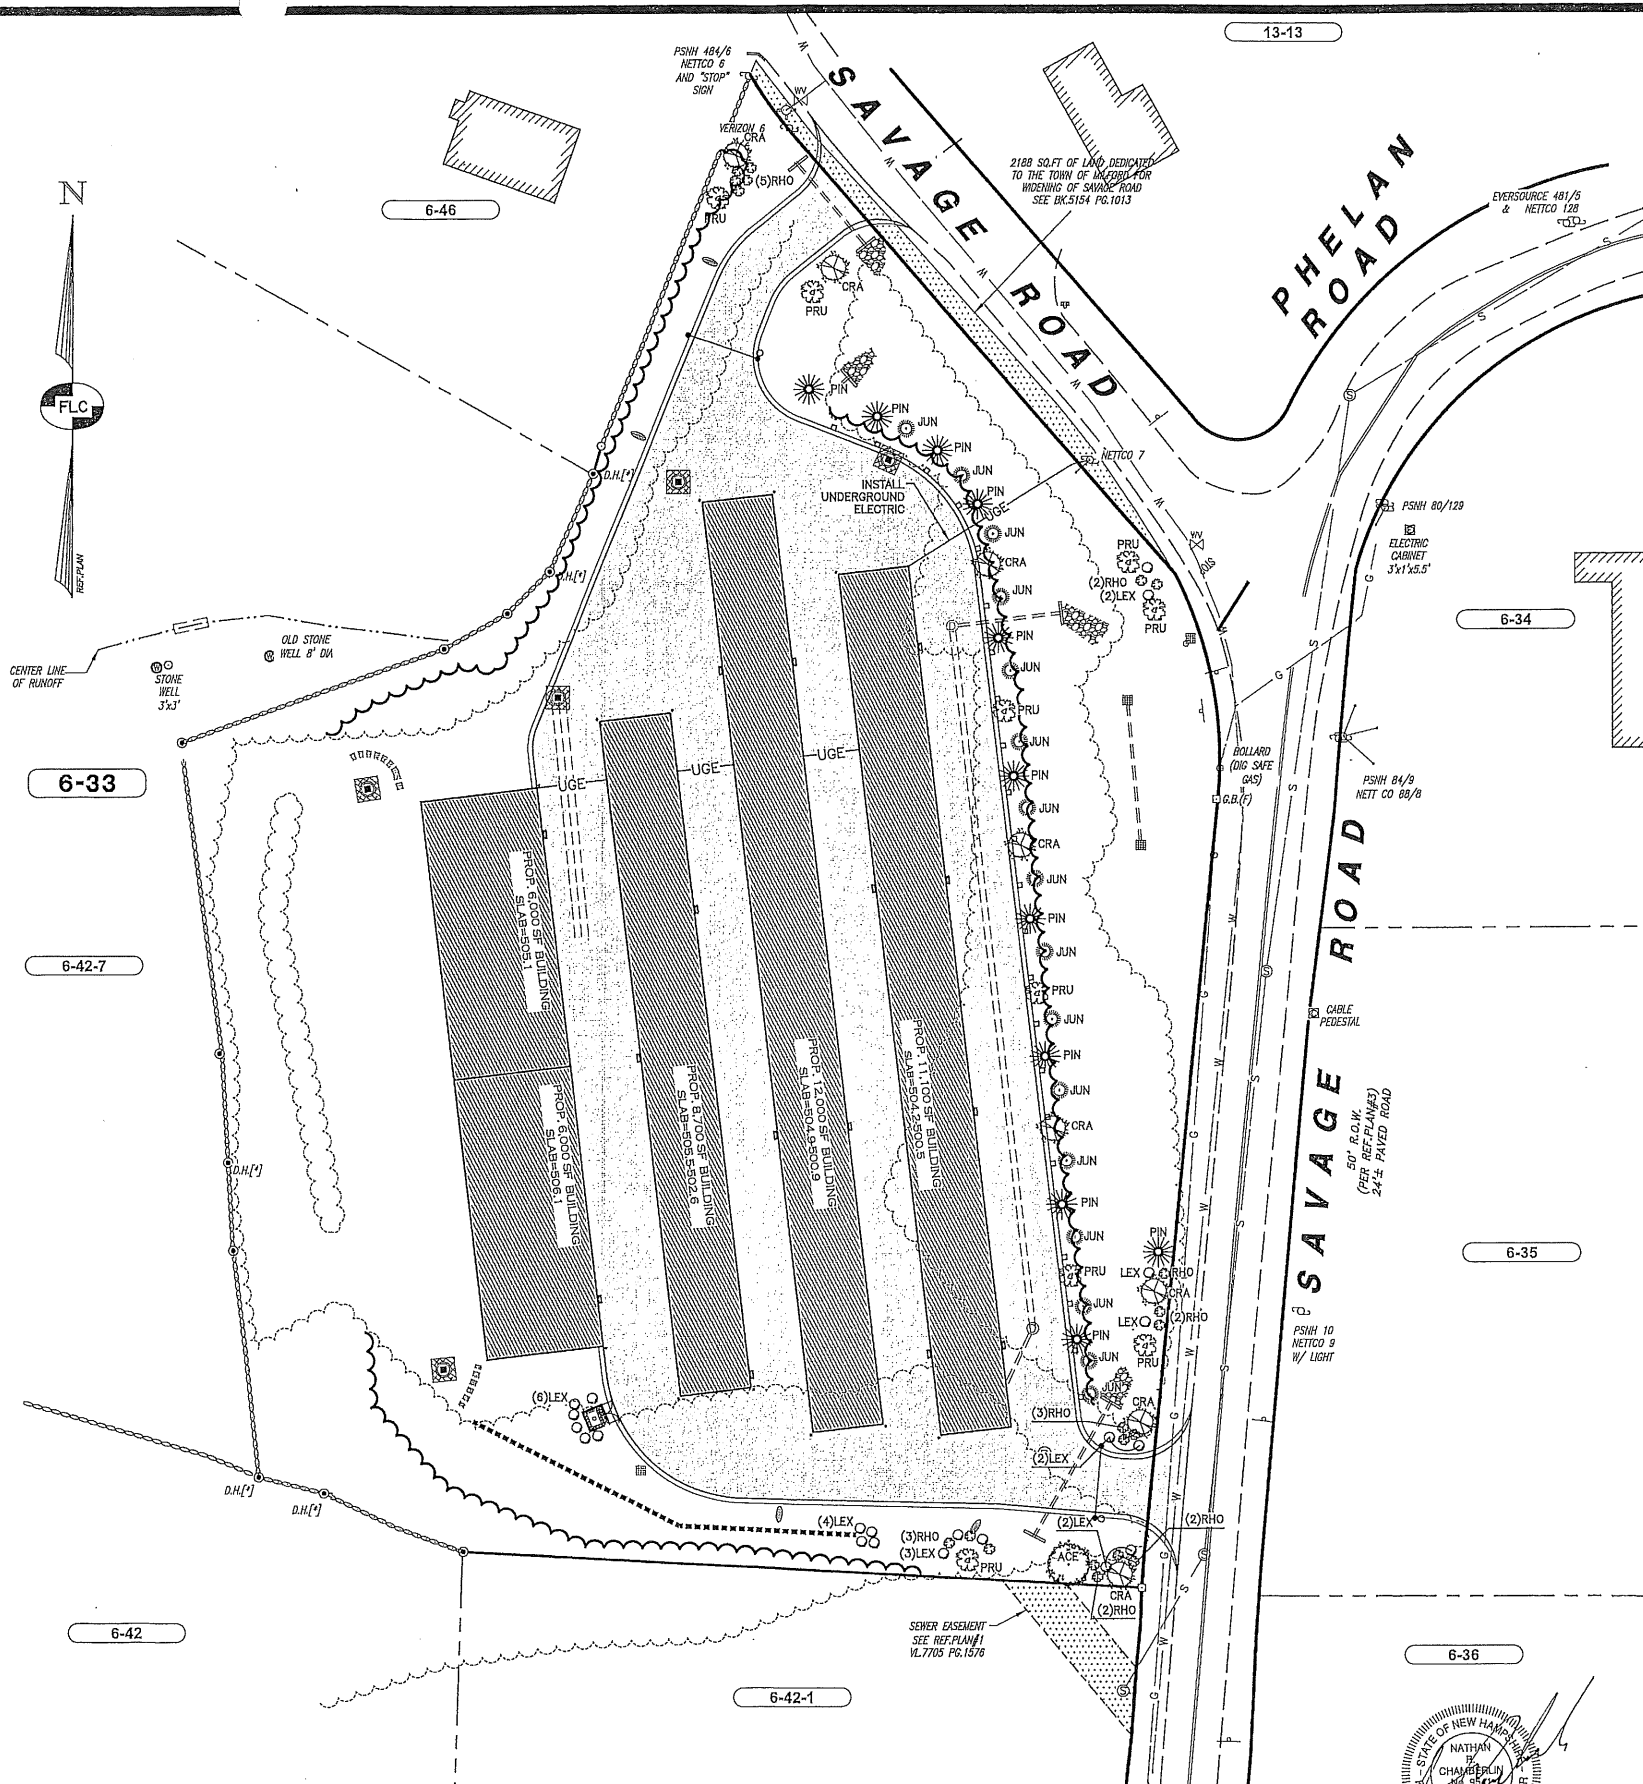 13-13
PSNH 484/6
NETTCO 6
AND "STOP"
SIGN
WV
SAVAGE ROAD
VERIZON 6
CRA
(5)RHO
PRU
2188 SQ.FT OF LAND DEDICATED
TO THE TOWN OF MILFORD FOR
WIDENING OF SAVAGE ROAD
SEE BK.5154 PG.1013
PHELAN
ROAD
EVERSOURCE 481/5
& NETTCO 128
N
6-46
FLC
REF.PLAN
CRA
PRU
PIN
PIN
JUN
PIN
NETTCO 7
JUN
D.H.[*]
INSTALL
UNDERGROUND
ELECTRIC
PIN
UGE
JUN
CRA
JUN
PSNH 80/129
ELECTRIC
CABINET
3'x1'x5.5'
WV
PRU
(2)RHO
(2)LEX
PRU
D.H.[*]
6-34
OLD STONE
WELL 8' DIA
CENTER LINE
OF RUNOFF
STONE
WELL
3'x3'
PIN
JUN
PRU
JUN
BOLLARD
(DIG SAFE
GAS)
G.B.(F)
PSNH 84/9
NETT CO 88/8
6-33
UGE
UGE
UGE
PIN
JUN
CRA
JUN
PIN
JUN
PROP. 6,000 SF BUILDING
SLAB=505.1
6-42-7
PRU
JUN
PIN
JUN
CRA
JUN
PIN
JUN
CABLE
PEDESTAL
SAVAGE ROAD
50' R.O.W.
(PER REF.PLAN#3)
24'± PAVED ROAD
PROP. 6,000 SF BUILDING
SLAB=506.1
PROP. 8,700 SF BUILDING
SLAB=505.5-502.6
PROP. 12,000 SF BUILDING
SLAB=504.9-500.9
PROP. 11,100 SF BUILDING
SLAB=504.2-500.5
D.H.[*]
6-35
PIN
LEX
RHO
CRA
PRU
JUN
LEX
(2)RHO
PIN
PRU
JUN
JUN
PSNH 10
NETTCO 9
W/ LIGHT
(6)LEX
(3)RHO
CRA
(2)LEX
D.H.[*]
D.H.[*]
(4)LEX
(3)RHO
(3)LEX
PRU
(2)LEX
(2)RHO
ACE
CRA
(2)RHO
SEWER EASEMENT
SEE REF.PLAN#1
VL.7705 PG.1576
6-42
6-42-1
6-36
STATE OF NEW HAMPSHIRE
NATHAN
R.
CHAMBERLIN